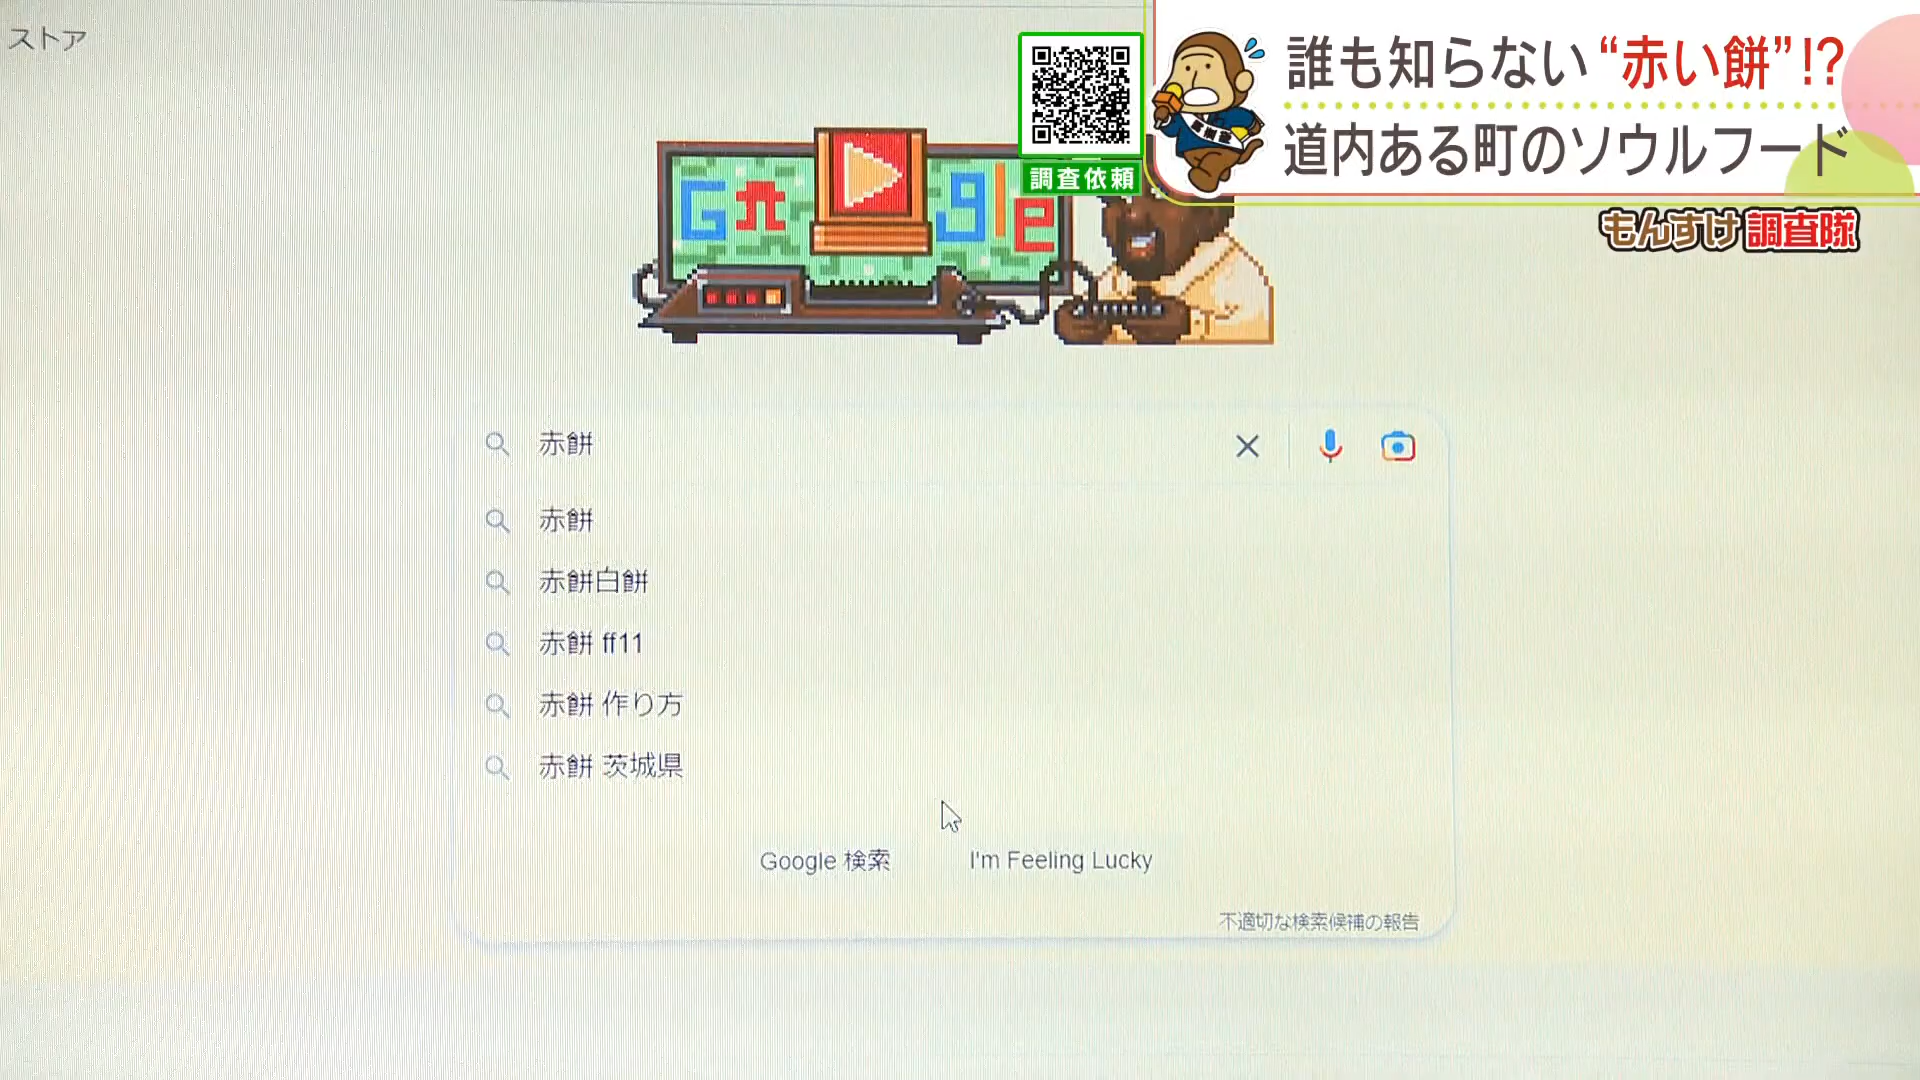 ストア
誰も知らない“赤い餅”!?
道内ある町のソウルフード
調査依頼
もんすけ調査隊
赤餅
赤餅
赤餅白餅
赤餅 ff11
赤餅 作り方
赤餅 茨城県
Google 検索
I'm Feeling Lucky
不適切な検索候補の報告